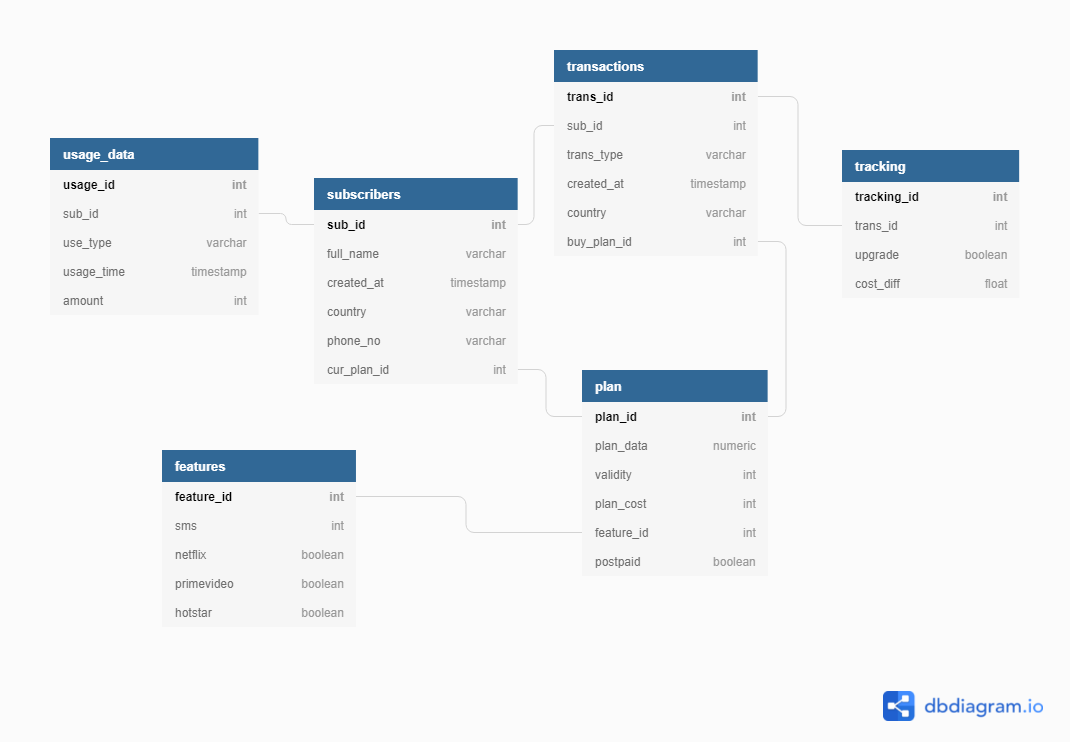 transactions
trans_id int
sub_id int
trans_type varchar
created_at timestamp
country varchar
buy_plan_id int
usage_data
usage_id int
sub_id int
use_type varchar
usage_time timestamp
amount int
tracking
tracking_id int
trans_id int
upgrade boolean
cost_diff float
subscribers
sub_id int
full_name varchar
created_at timestamp
country varchar
phone_no varchar
cur_plan_id int
plan
plan_id int
plan_data numeric
validity int
plan_cost int
feature_id int
postpaid boolean
features
feature_id int
sms int
netflix boolean
primevideo boolean
hotstar boolean
dbdiagram.io